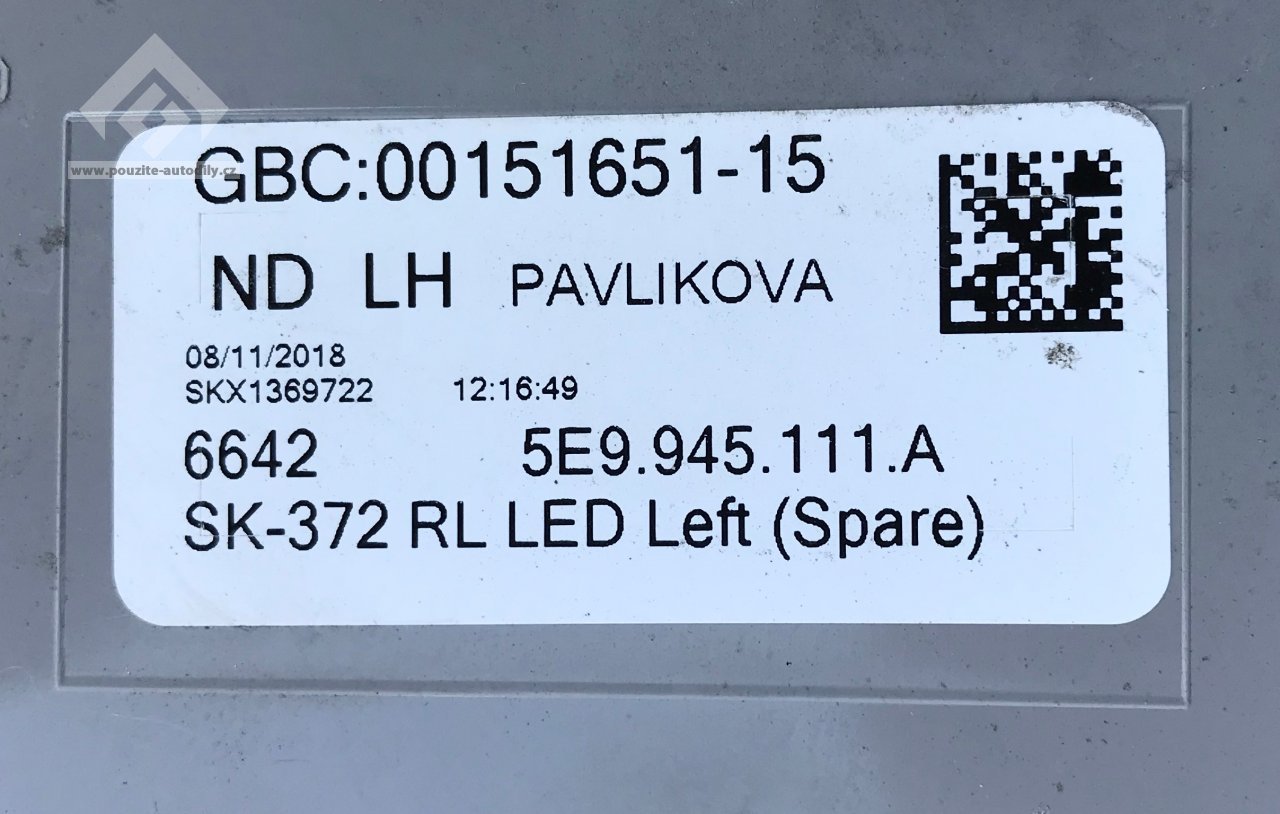 www.pouzite-autodily.cz
GBC:00151651-15
ND LH PAVLIKOVA
08/11/2018
SKX1369722 12:16:49
6642 5E9.945.111.A
SK-372 RL LED Left (Spare)